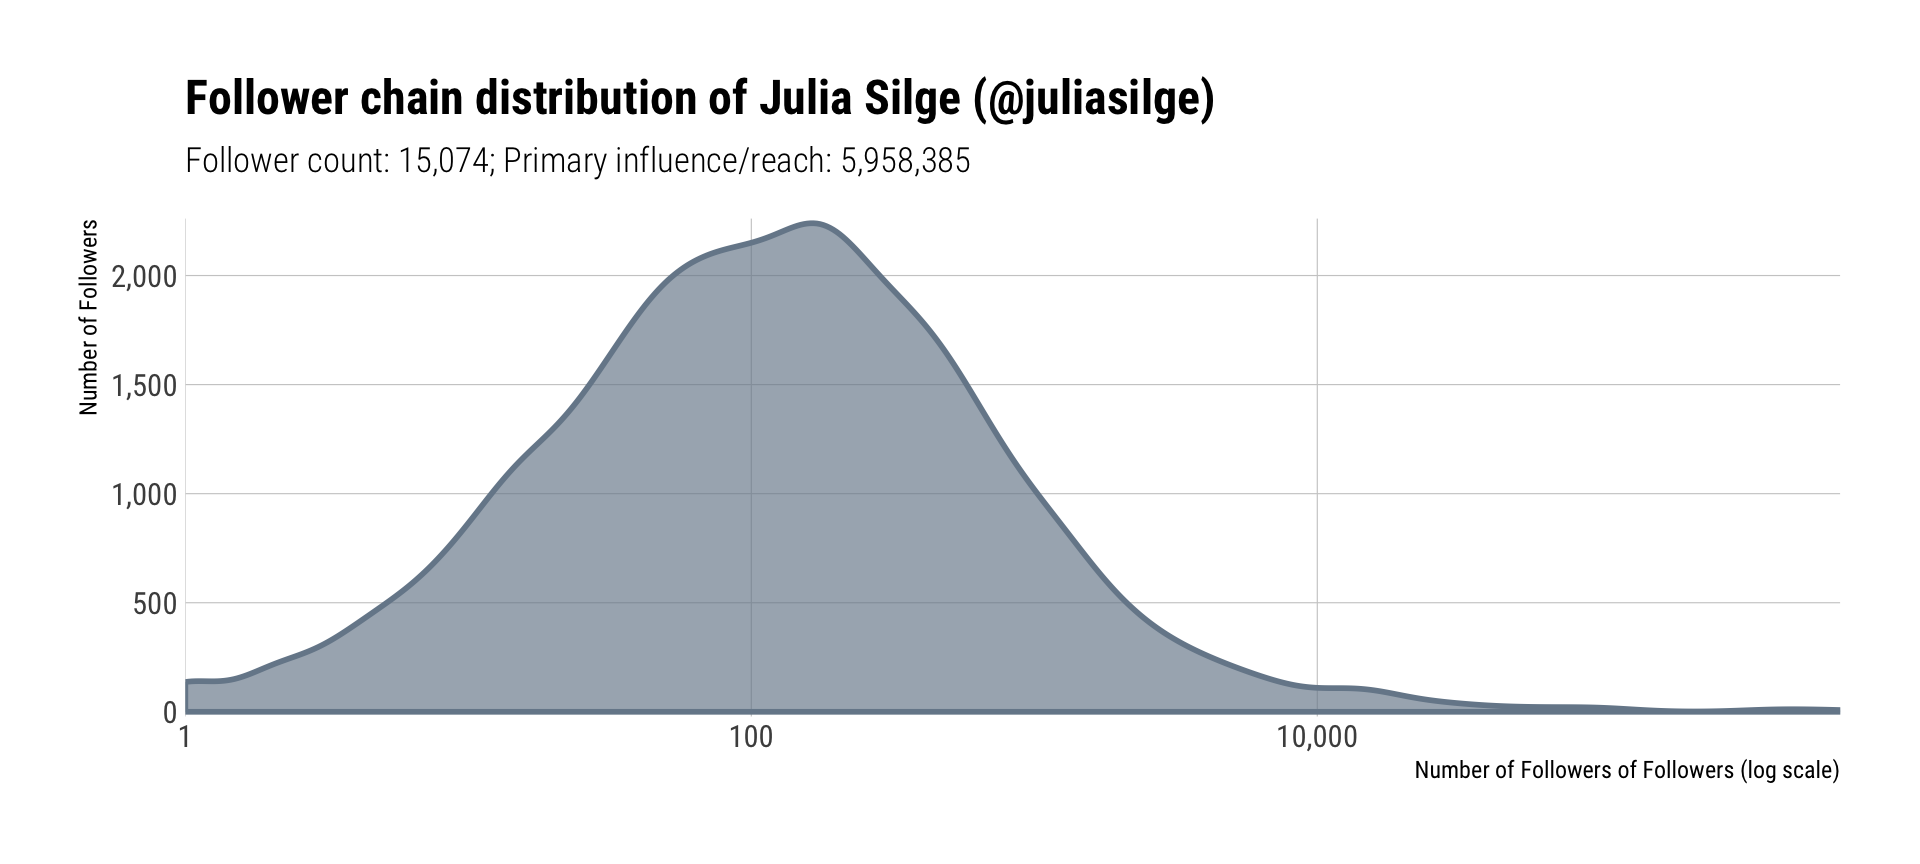 Follower chain distribution of Julia Silge (@juliasilge)
Follower count: 15,074; Primary influence/reach: 5,958,385
Number of Followers
2,000
1,500
1,000
500
0
1 100 10,000
Number of Followers of Followers (log scale)